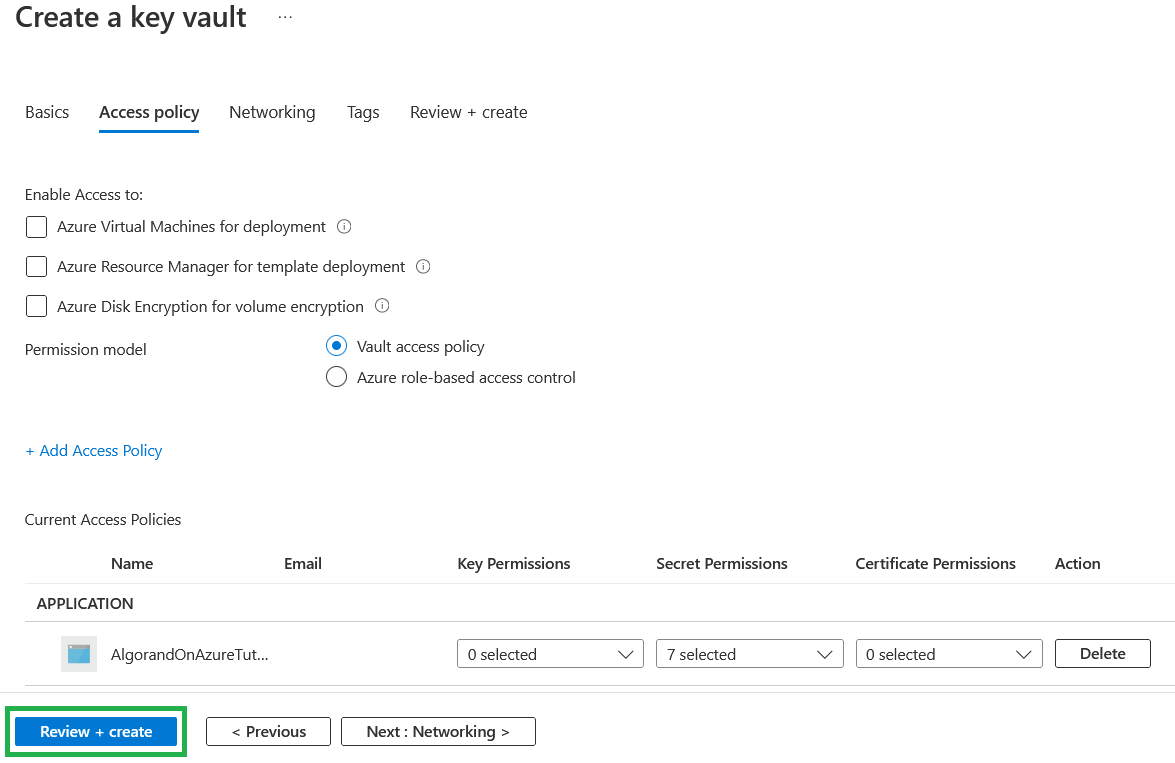 Create a key vault ...
Basics Access policy Networking Tags Review + create
Enable Access to:
Azure Virtual Machines for deployment
Azure Resource Manager for template deployment
Azure Disk Encryption for volume encryption
Permission model
Vault access policy
Azure role-based access control
+ Add Access Policy
Current Access Policies
Name Email Key Permissions Secret Permissions Certificate Permissions Action
APPLICATION
AlgorandOnAzureTut... 0 selected 7 selected 0 selected Delete
Review + create < Previous Next : Networking >